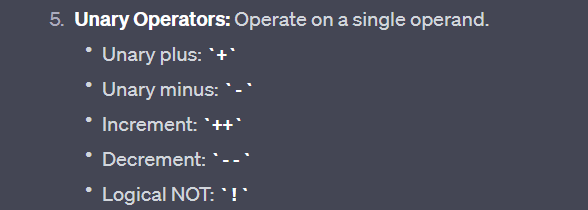 5. Unary Operators: Operate on a single operand.
• Unary plus: `+`
• Unary minus: `-`
• Increment: `++`
• Decrement: `--`
• Logical NOT: `!`